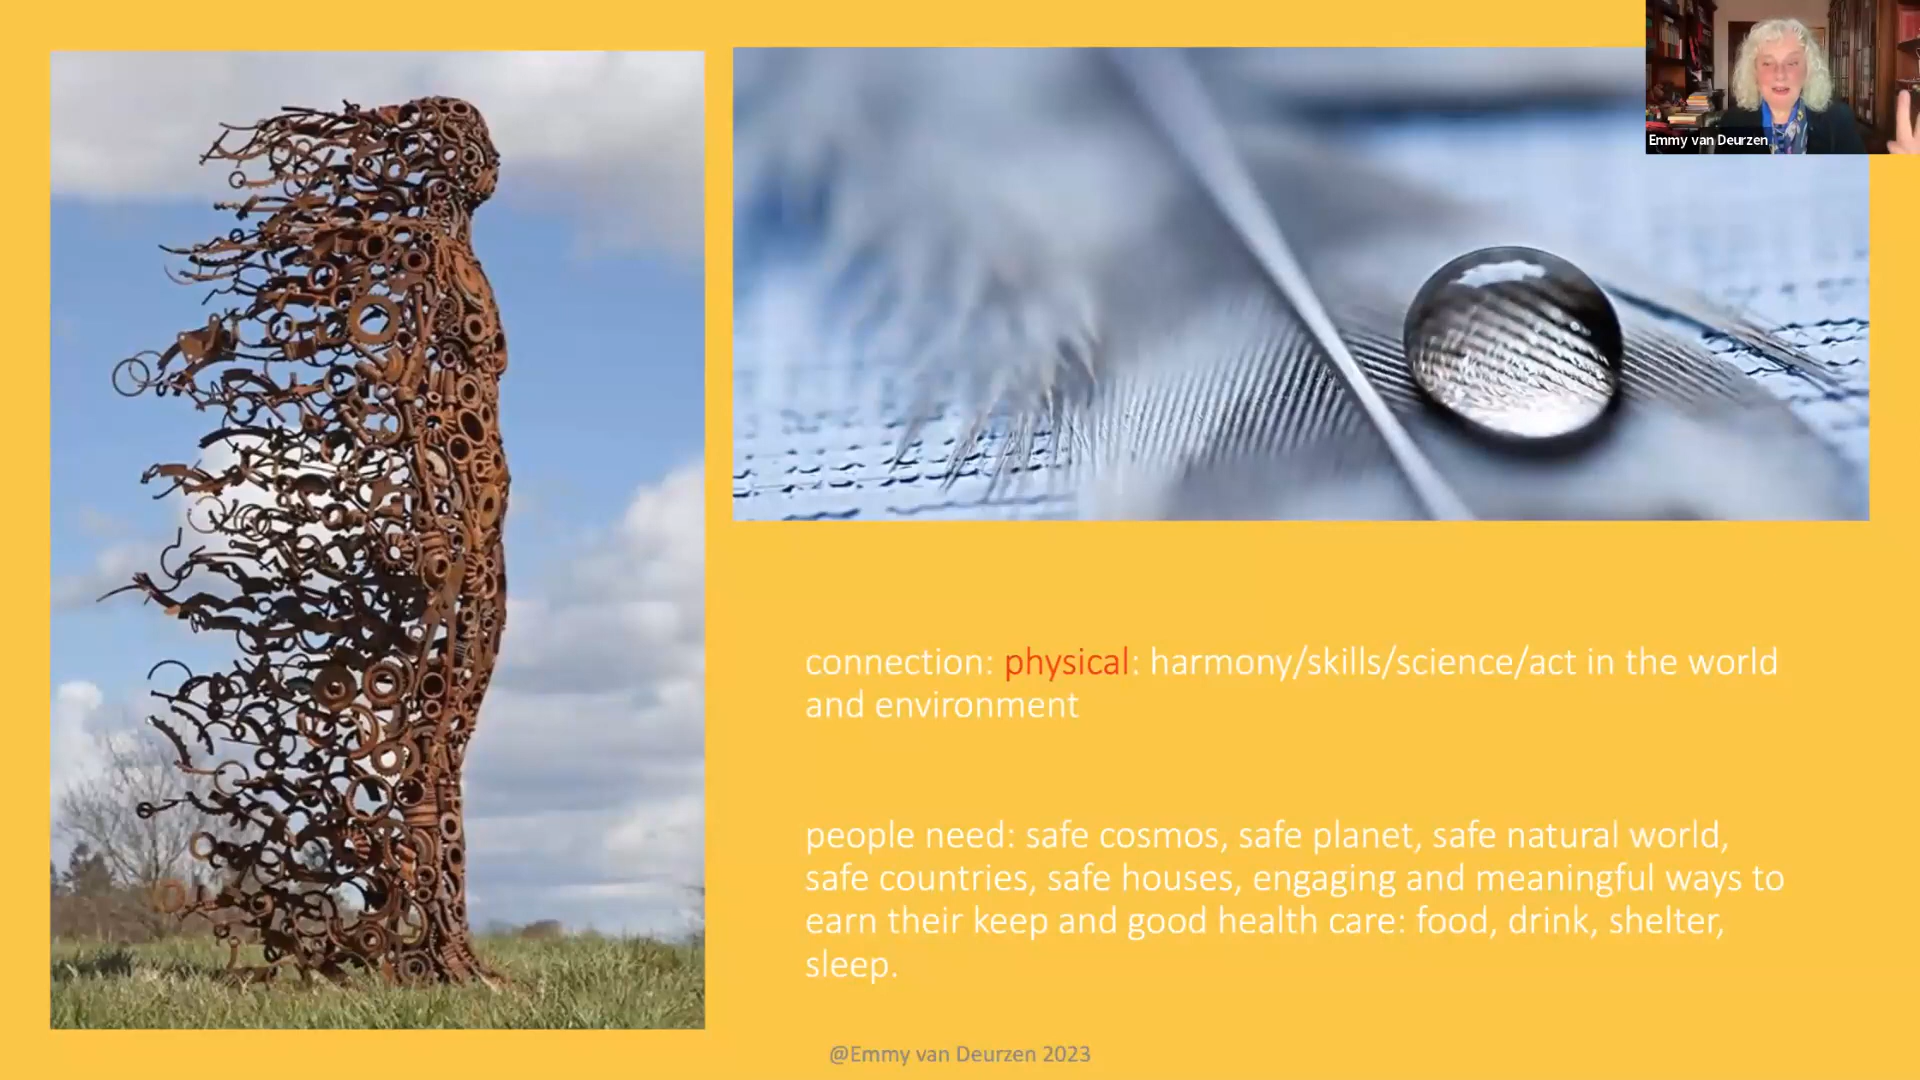 Emmy van Deurzen
connection: physical: harmony/skills/science/act in the world
and environment
people need: safe cosmos, safe planet, safe natural world,
safe countries, safe houses, engaging and meaningful ways to
earn their keep and good health care: food, drink, shelter,
sleep.
@Emmy van Deurzen 2023